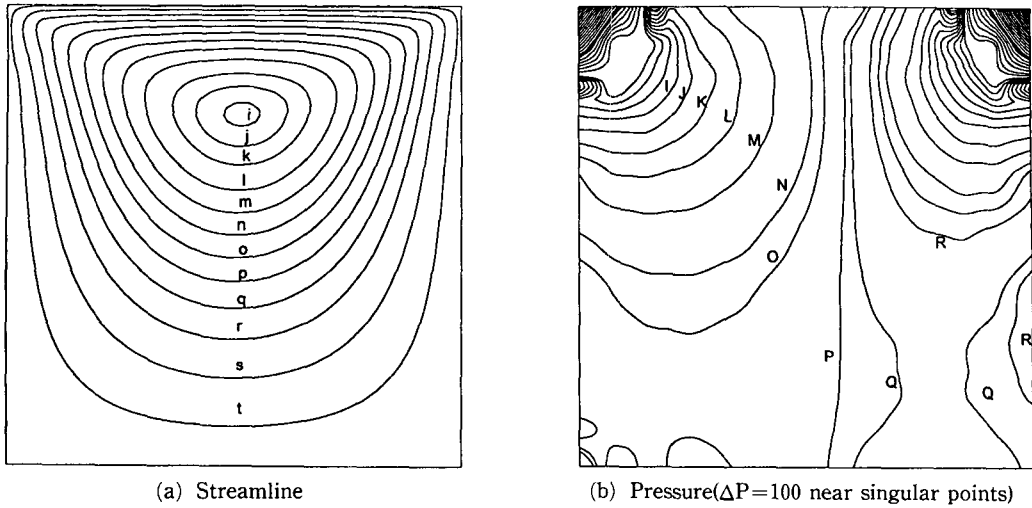 i
j
k
l
m
n
o
p
q
r
s
t
I J K L
M
N
O
R
P
R
Q Q
(a) Streamline
(b) Pressure(ΔP=100 near singular points)